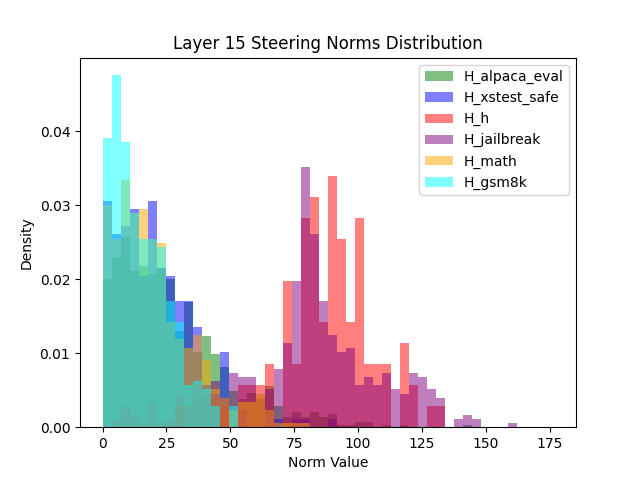 Layer 15 Steering Norms Distribution
H_alpaca_eval
H_xstest_safe
H_h
H_jailbreak
H_math
H_gsm8k
0.04
0.03
0.02
0.01
0.00
Density
0 25 50 75 100 125 150 175
Norm Value